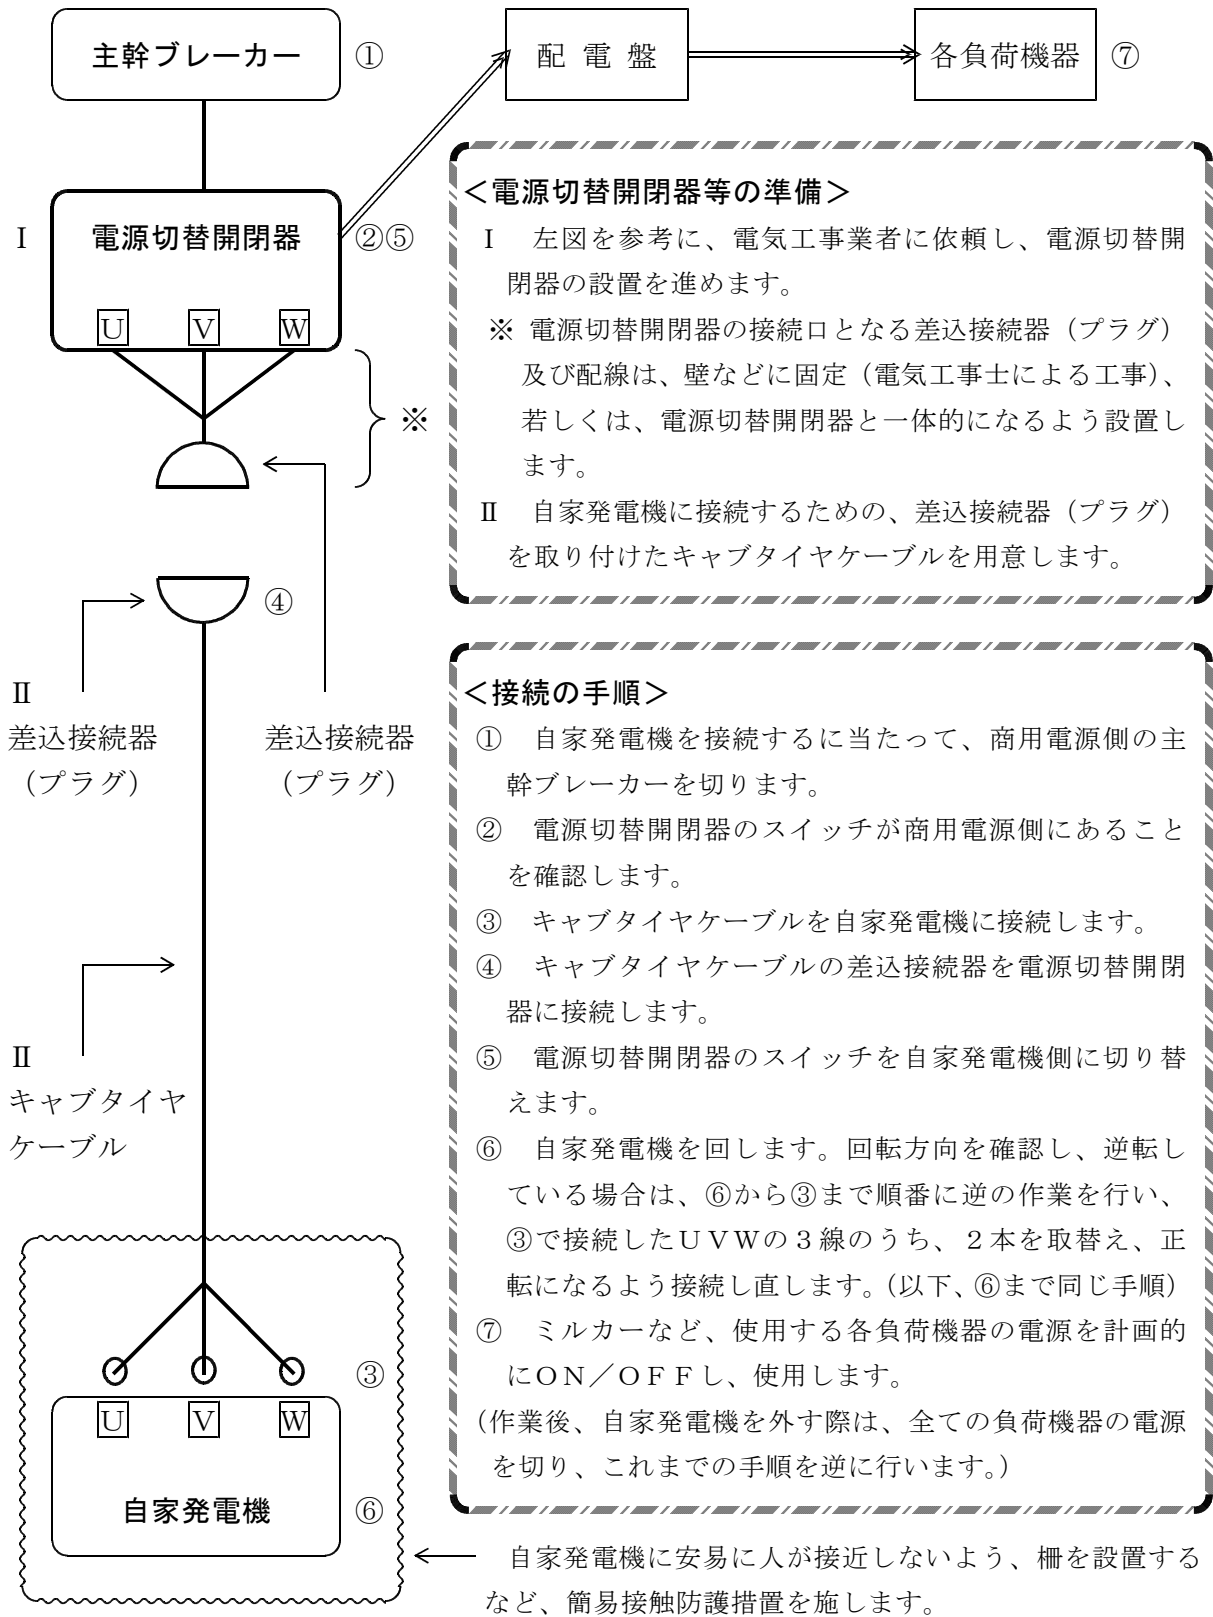 主幹ブレーカー ①
配電盤
各負荷機器 ⑦
Ⅰ 電源切替開閉器 ②⑤
U V W
※
④
Ⅱ
差込接続器
（プラグ）
差込接続器
（プラグ）
Ⅱ
キャブタイヤ
ケーブル
③
U V W
自家発電機 ⑥
＜電源切替開閉器等の準備＞
Ⅰ　左図を参考に、電気工事業者に依頼し、電源切替開
閉器の設置を進めます。
※ 電源切替開閉器の接続口となる差込接続器（プラグ）
及び配線は、壁などに固定（電気工事士による工事）、
若しくは、電源切替開閉器と一体的になるよう設置し
ます。
Ⅱ　自家発電機に接続するための、差込接続器（プラグ）
を取り付けたキャブタイヤケーブルを用意します。
＜接続の手順＞
①　自家発電機を接続するに当たって、商用電源側の主
幹ブレーカーを切ります。
②　電源切替開閉器のスイッチが商用電源側にあること
を確認します。
③　キャブタイヤケーブルを自家発電機に接続します。
④　キャブタイヤケーブルの差込接続器を電源切替開閉
器に接続します。
⑤　電源切替開閉器のスイッチを自家発電機側に切り替
えます。
⑥　自家発電機を回します。回転方向を確認し、逆転し
ている場合は、⑥から③まで順番に逆の作業を行い、
③で接続したＵＶＷの３線のうち、２本を取替え、正
転になるよう接続し直します。（以下、⑥まで同じ手順）
⑦　ミルカーなど、使用する各負荷機器の電源を計画的
にＯＮ／ＯＦＦし、使用します。
（作業後、自家発電機を外す際は、全ての負荷機器の電源
を切り、これまでの手順を逆に行います。）
自家発電機に安易に人が接近しないよう、柵を設置する
など、簡易接触防護措置を施します。